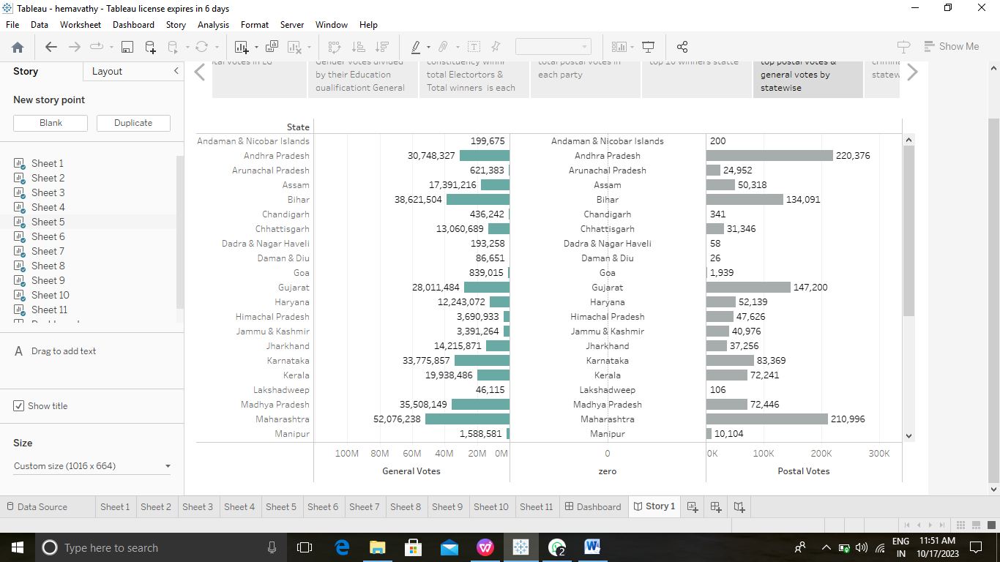 Tableau - hemavathy - Tableau license expires in 6 days
File Data Worksheet Dashboard Story Analysis Format Server Window Help
Show Me
Story Layout
New story point
Blank Duplicate
Sheet 1
Sheet 2
Sheet 3
Sheet 4
Sheet 5
Sheet 6
Sheet 7
Sheet 8
Sheet 9
Sheet 10
Sheet 11
A Drag to add text
Show title
Size
Custom size (1016 x 664)
votes in
Gender votes divided
by their Education
qualificationt General
constituency winni
total Electortors &
Total winners is each
total postal votes in
each party
top 10 winners statte
top postal votes &
general votes by
statewise
crimina
statew
State
Andaman & Nicobar Islands 199,675 Andaman & Nicobar Islands 200
Andhra Pradesh 30,748,327 Andhra Pradesh 220,376
Arunachal Pradesh 621,383 Arunachal Pradesh 24,952
Assam 17,391,216 Assam 50,318
Bihar 38,621,504 Bihar 134,091
Chandigarh 436,242 Chandigarh 341
Chhattisgarh 13,060,689 Chhattisgarh 31,346
Dadra & Nagar Haveli 193,258 Dadra & Nagar Haveli 58
Daman & Diu 86,651 Daman & Diu 26
Goa 839,015 Goa 1,939
Gujarat 28,011,484 Gujarat 147,200
Haryana 12,243,072 Haryana 52,139
Himachal Pradesh 3,690,933 Himachal Pradesh 47,626
Jammu & Kashmir 3,391,264 Jammu & Kashmir 40,976
Jharkhand 14,215,871 Jharkhand 37,256
Karnataka 33,775,857 Karnataka 83,369
Kerala 19,938,486 Kerala 72,241
Lakshadweep 46,115 Lakshadweep 106
Madhya Pradesh 35,508,149 Madhya Pradesh 72,446
Maharashtra 52,076,238 Maharashtra 210,996
Manipur 1,588,581 Manipur 10,104
100M 80M 60M 40M 20M 0M 0 0K 100K 200K 300K
General Votes zero Postal Votes
Data Source Sheet 1 Sheet 2 Sheet 3 Sheet 4 Sheet 5 Sheet 6 Sheet 7 Sheet 8 Sheet 9 Sheet 10 Sheet 11 Dashboard Story 1
Type here to search
2
ENG
IN
11:51 AM
10/17/2023